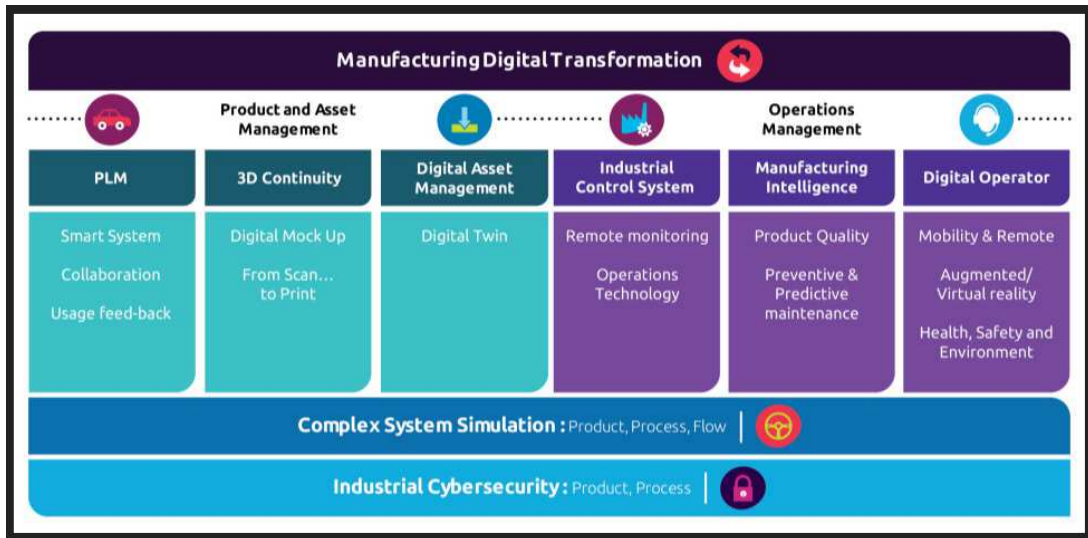 Manufacturing Digital Transformation
Product and Asset
Management
Operations
Management
PLM
3D Continuity
Digital Asset
Management
Industrial
Control System
Manufacturing
Intelligence
Digital Operator
Smart System
Collaboration
Usage feed-back
Digital Mock Up
From Scan...
to Print
Digital Twin
Remote monitoring
Operations
Technology
Product Quality
Preventive &
Predictive
maintenance
Mobility & Remote
Augmented/
Virtual reality
Health, Safety and
Environment
Complex System Simulation : Product, Process, Flow
Industrial Cybersecurity : Product, Process